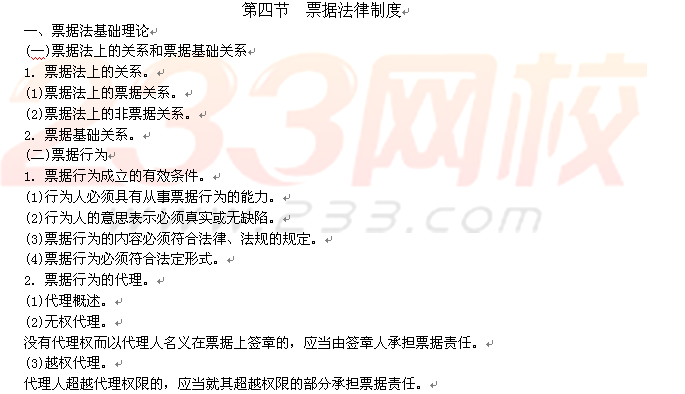 第四节 票据法律制度
一、票据法基础理论
(一)票据法上的关系和票据基础关系
1. 票据法上的关系。
(1)票据法上的票据关系。
(2)票据法上的非票据关系。
2. 票据基础关系。
(二)票据行为
1. 票据行为成立的有效条件。
(1)行为人必须具有从事票据行为的能力。
(2)行为人的意思表示必须真实或无缺陷。
(3)票据行为的内容必须符合法律、法规的规定。
(4)票据行为必须符合法定形式。
2. 票据行为的代理。
(1)代理概述。
(2)无权代理。
没有代理权而以代理人名义在票据上签章的，应当由签章人承担票据责任。
(3)越权代理。
代理人超越代理权限的，应当就其超越权限的部分承担票据责任。
233网校
www.233.com